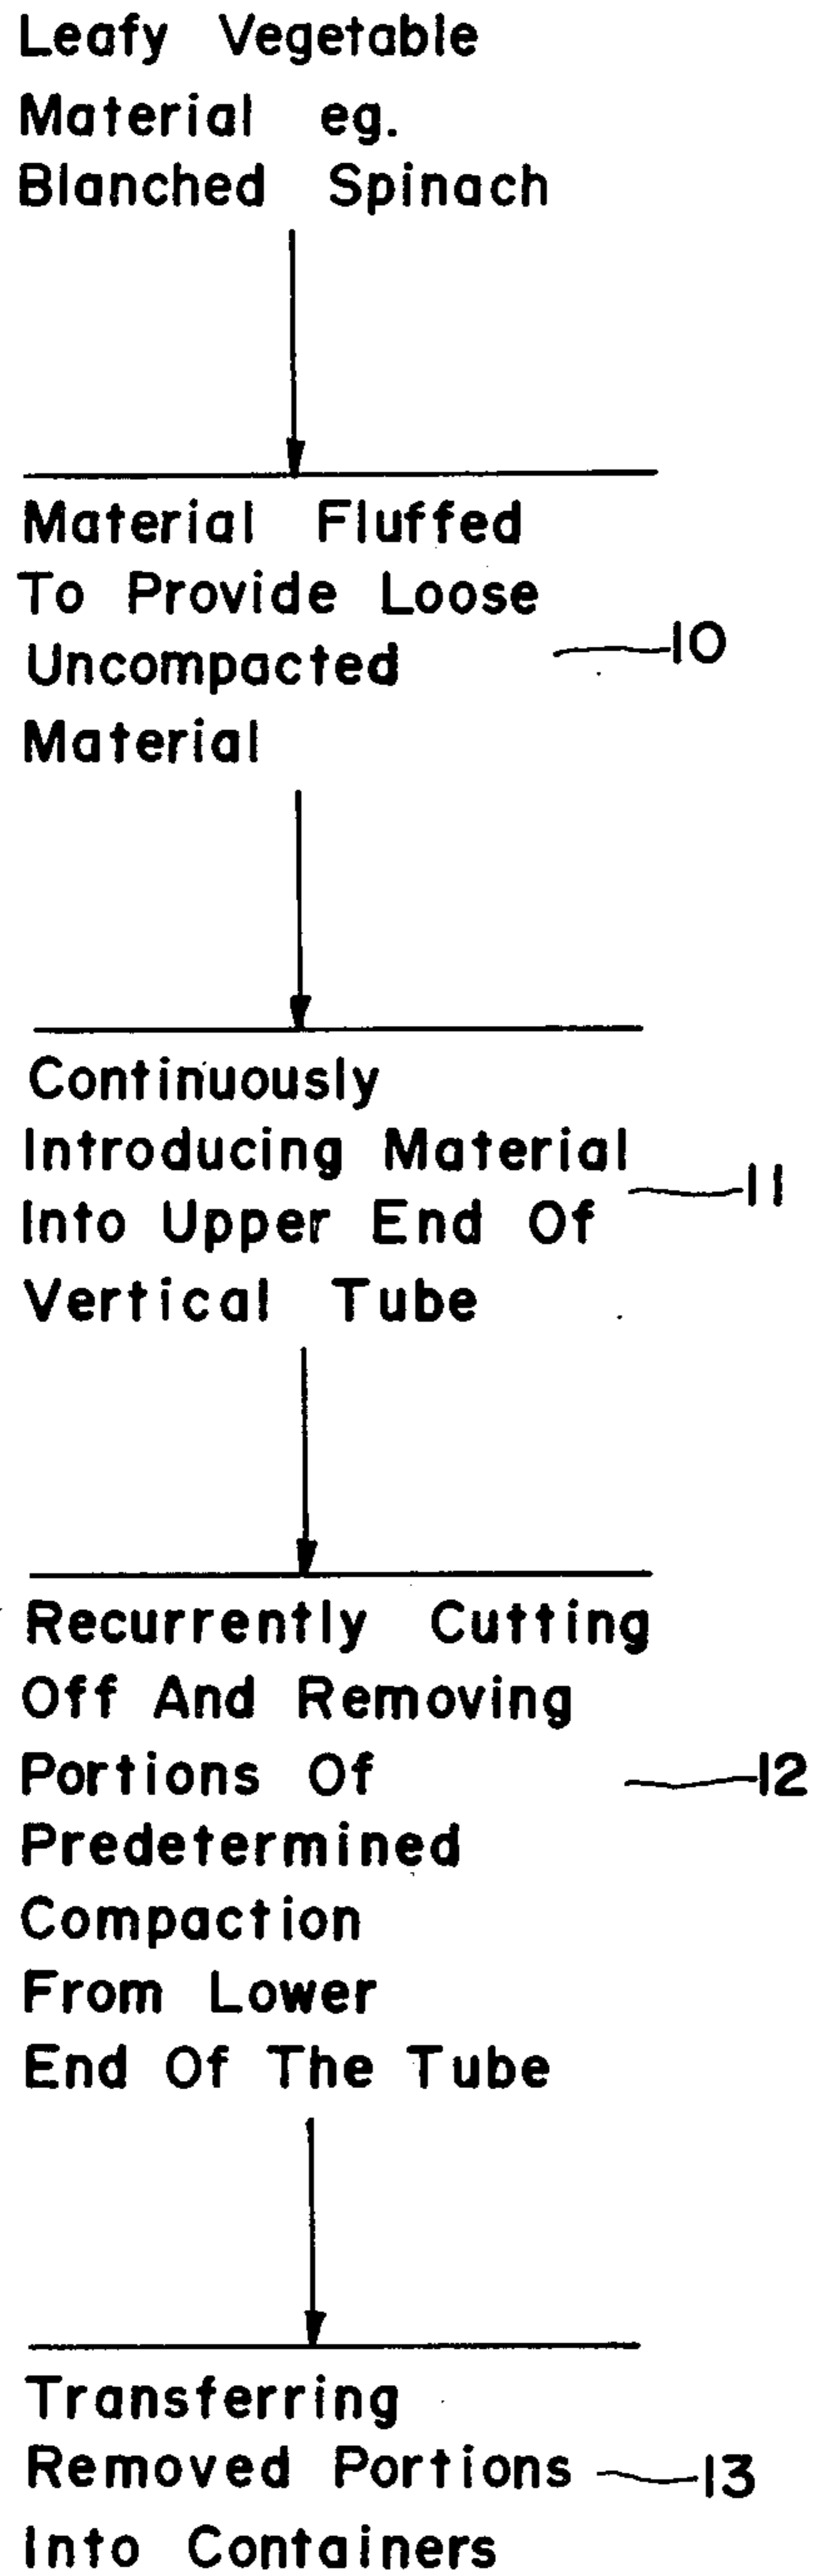 Leafy Vegetable
Material eg.
Blanched Spinach
Material Fluffed
To Provide Loose
Uncompacted
10
Material
Continuously
Introducing Material
11
Into Upper End Of
Vertical Tube
Recurrently Cutting
Off And Removing
Portions Of
12
Predetermined
Compaction
From Lower
End Of The Tube
Transferring
Removed Portions
13
Into Containers